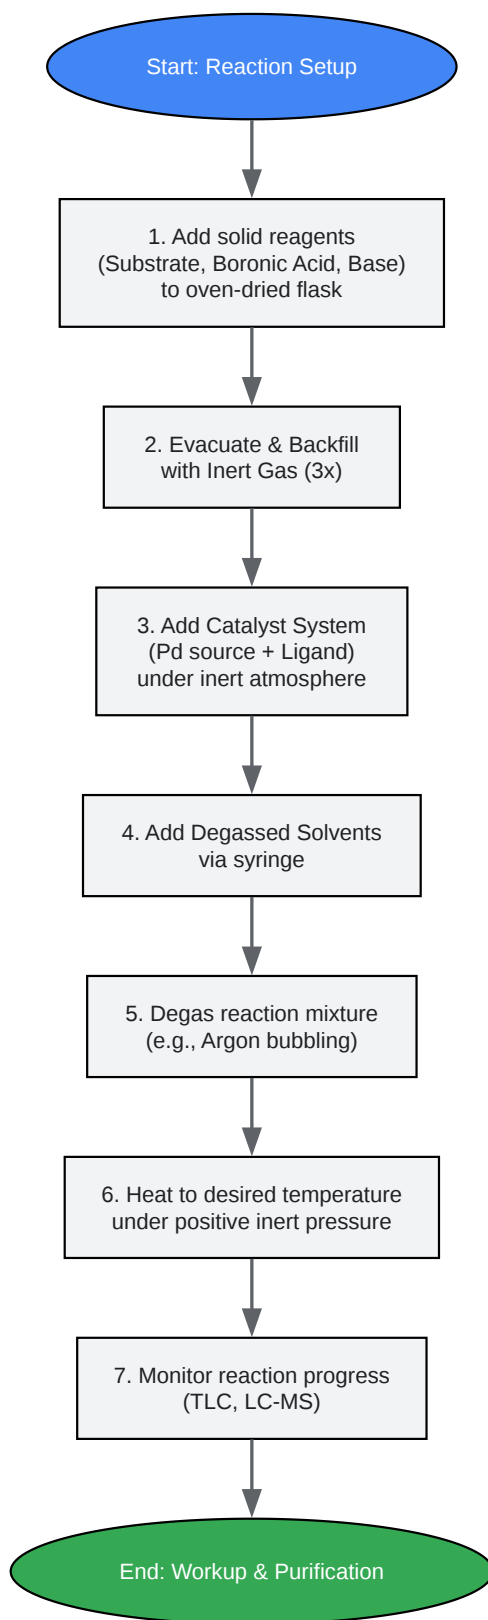 Start: Reaction Setup
1. Add solid reagents
(Substrate, Boronic Acid, Base)
to oven-dried flask
2. Evacuate & Backfill
with Inert Gas (3x)
3. Add Catalyst System
(Pd source + Ligand)
under inert atmosphere
4. Add Degassed Solvents
via syringe
5. Degas reaction mixture
(e.g., Argon bubbling)
6. Heat to desired temperature
under positive inert pressure
7. Monitor reaction progress
(TLC, LC-MS)
End: Workup & Purification